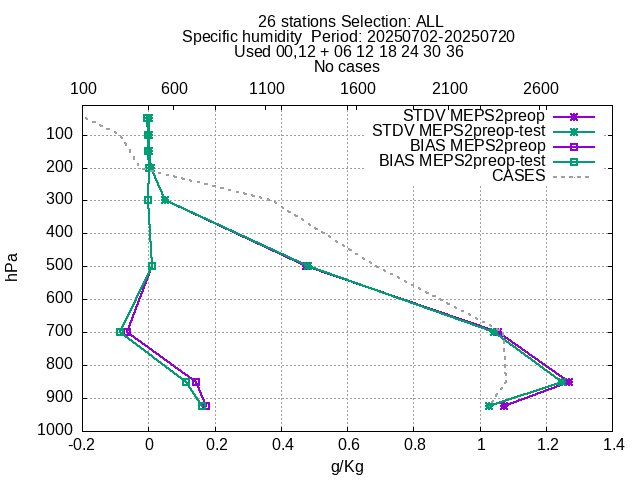 26 stations Selection: ALL
Specific humidity  Period: 20250702-20250720
Used 00,12 + 06 12 18 24 30 36
No cases
100 600 1100 1600 2100 2600
STDV MEPS2preop
STDV MEPS2preop-test
BIAS MEPS2preop
BIAS MEPS2preop-test
CASES
100
200
300
400
500
600
700
800
900
1000
hPa
-0.2 0 0.2 0.4 0.6 0.8 1 1.2 1.4
g/Kg